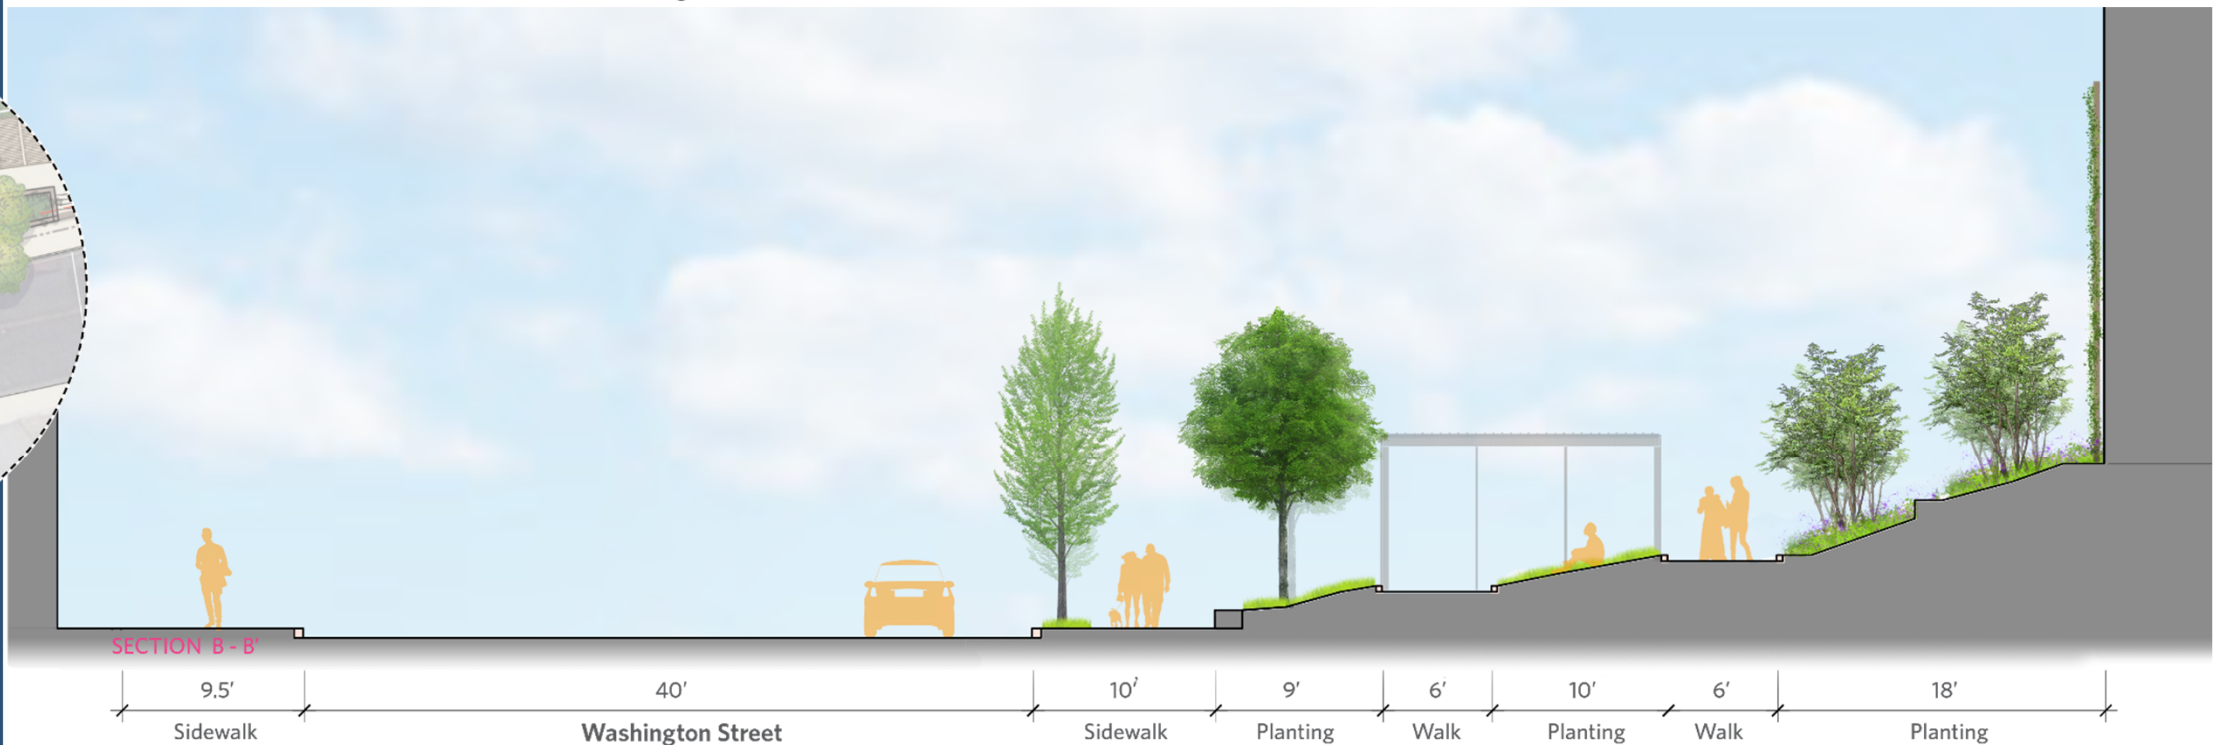 SECTION B - B'
9.5' 40' 10' 9' 6' 10' 6' 18'
Sidewalk Washington Street Sidewalk Planting Walk Planting Walk Planting